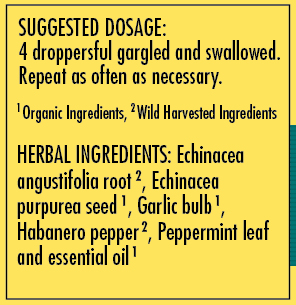 SUGGESTED DOSAGE:
4 droppersful gargled and swallowed.
Repeat as often as necessary.
¹ Organic Ingredients, ² Wild Harvested Ingredients
HERBAL INGREDIENTS: Echinacea
angustifolia root ², Echinacea
purpurea seed ¹, Garlic bulb ¹,
Habanero pepper ², Peppermint leaf
and essential oil ¹